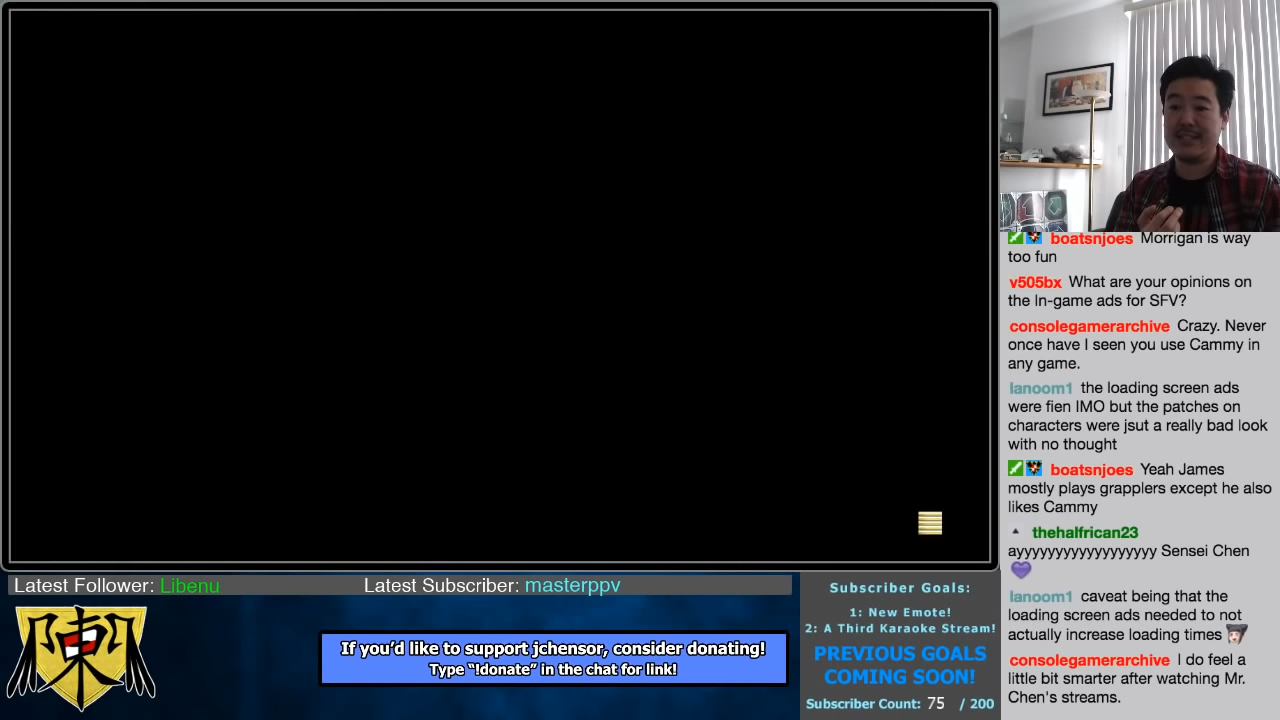 boatsnjoes Morrigan is way
too fun
v505bx What are your opinions on
the In-game ads for SFV?
consolegamerarchive Crazy. Never
once have I seen you use Cammy in
any game.
lanoom1 the loading screen ads
were fien IMO but the patches on
characters were jsut a really bad look
with no thought
boatsnjoes Yeah James
mostly plays grapplers except he also
likes Cammy
thehalfrican23
ayyyyyyyyyyyyyyyyyy Sensei Chen
lanoom1 caveat being that the
loading screen ads needed to not
actually increase loading times
consolegamerarchive I do feel a
little bit smarter after watching Mr.
Chen's streams.
Latest Follower: Libenu
Latest Subscriber: masterppv
陳
If you'd like to support jchensor, consider donating!
Type "!donate" in the chat for link!
Subscriber Goals:
1: New Emote!
2: A Third Karaoke Stream!
PREVIOUS GOALS
COMING SOON!
Subscriber Count: 75 / 200